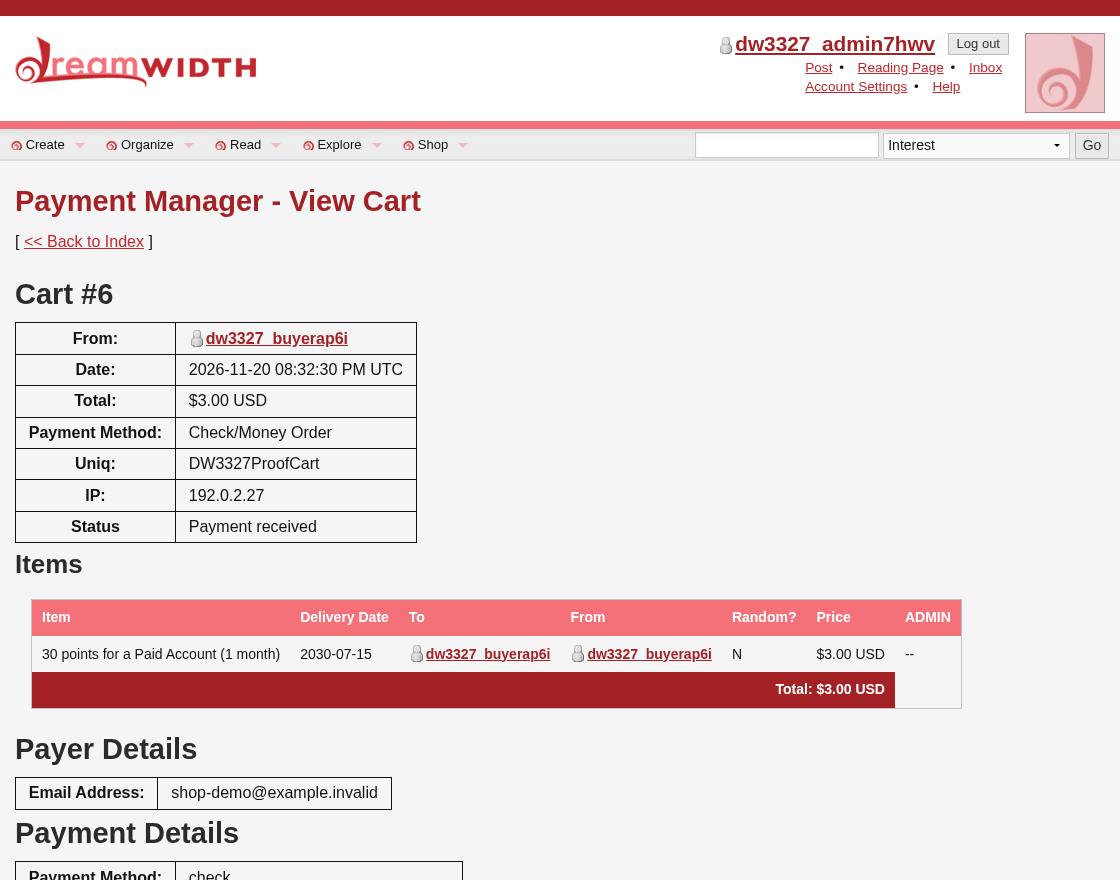 dreamWIDTH
dw3327_admin7hwv Log out
Post • Reading Page • Inbox
Account Settings • Help
Create Organize Read Explore Shop Interest Go
Payment Manager - View Cart
[ << Back to Index ]
Cart #6
From: dw3327_buyerap6i
Date: 2026-11-20 08:32:30 PM UTC
Total: $3.00 USD
Payment Method: Check/Money Order
Uniq: DW3327ProofCart
IP: 192.0.2.27
Status Payment received
Items
Item Delivery Date To From Random? Price ADMIN
30 points for a Paid Account (1 month) 2030-07-15 dw3327_buyerap6i dw3327_buyerap6i N $3.00 USD --
Total: $3.00 USD
Payer Details
Email Address: shop-demo@example.invalid
Payment Details
Payment Method: check